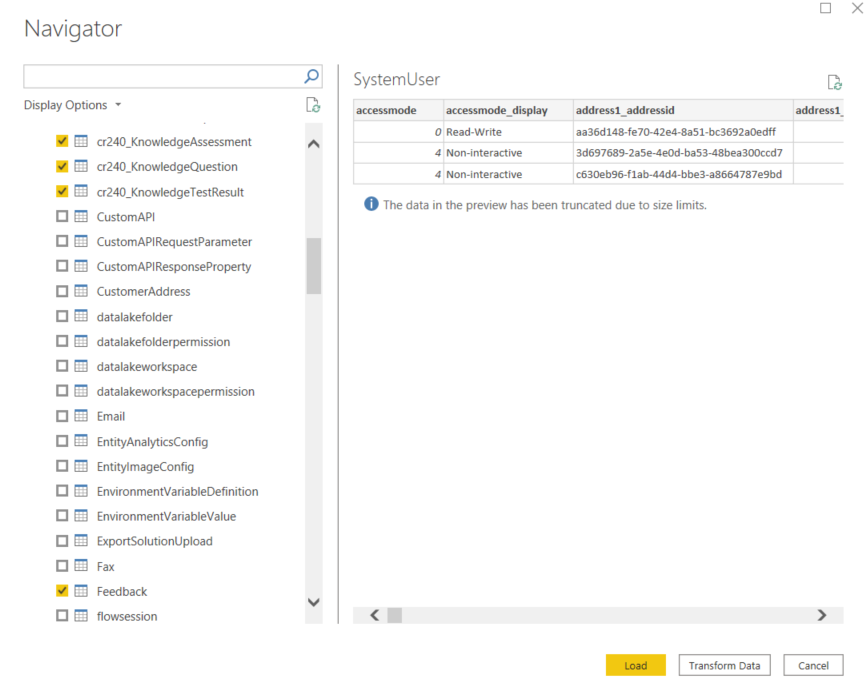 Navigator
Display Options
cr240_KnowledgeAssessment
cr240_KnowledgeQuestion
cr240_KnowledgeTestResult
CustomAPI
CustomAPIRequestParameter
CustomAPIResponseProperty
CustomerAddress
datalakefolder
datalakefolderpermission
datalakeworkspace
datalakeworkspacepermission
Email
EntityAnalyticsConfig
EntityImageConfig
EnvironmentVariableDefinition
EnvironmentVariableValue
ExportSolutionUpload
Fax
Feedback
flowsession
SystemUser
accessmode accessmode_display address1_addressid address1_
0 Read-Write aa36d148-fe70-42e4-8a51-bc3692a0edff
4 Non-interactive 3d697689-2a5e-4e0d-ba53-48bea300ccd7
4 Non-interactive c630eb96-f1ab-44d4-bbe3-a8664787e9bd
The data in the preview has been truncated due to size limits.
Load Transform Data Cancel